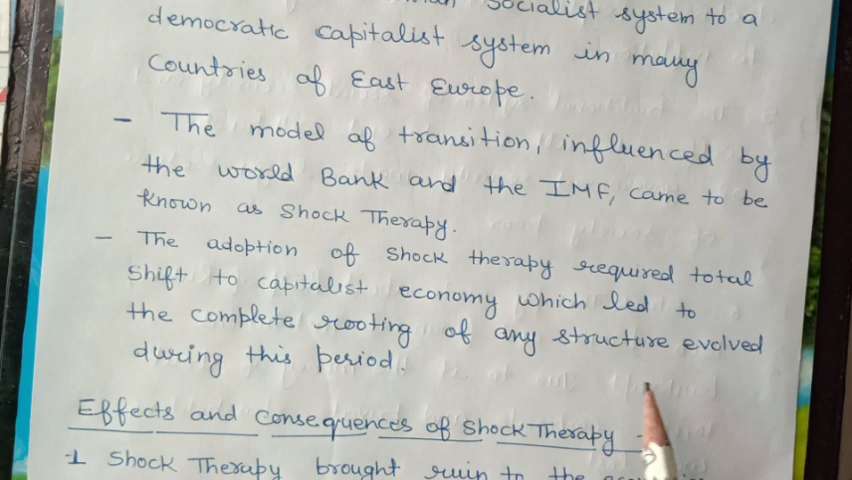 socialist system to a
democratic capitalist system in many
Countries of East Europe.
- The model of transition, influenced by
the world Bank and the IMF, came to be
known as Shock Therapy.
- The adoption of shock therapy required total
shift to capitalist economy which led to
the complete rooting of any structure evolved
during this period.
Effects and Consequences of Shock Therapy -
1 Shock Therapy brought ruin to the